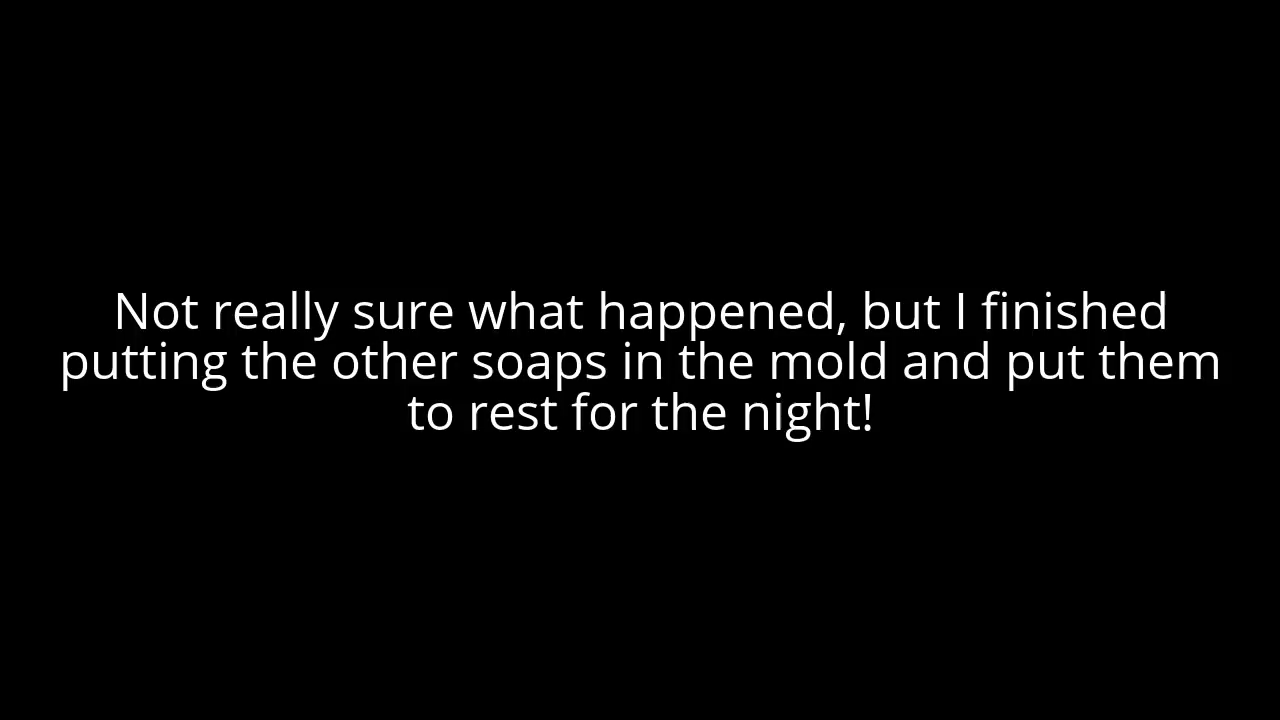 Not really sure what happened, but I finished
putting the other soaps in the mold and put them
to rest for the night!